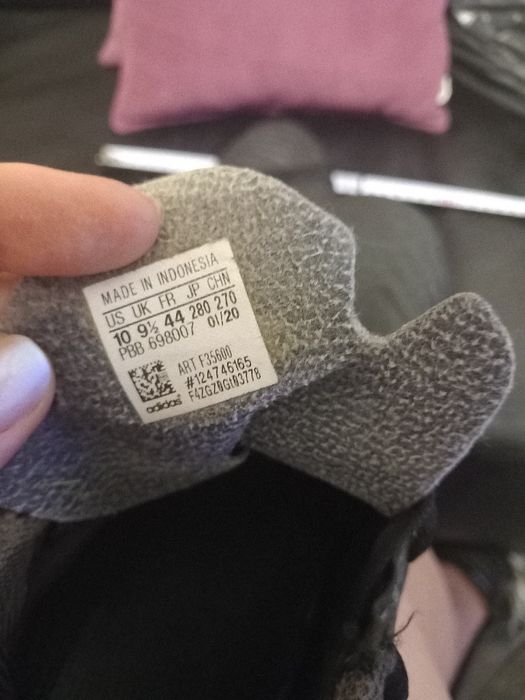 MADE IN INDONESIA
US UK FR JP CHN
10 9½ 44 280 270
PBB 698007 01/20
ART F35600
#124746165
adidas F4ZGZ0Gi03778